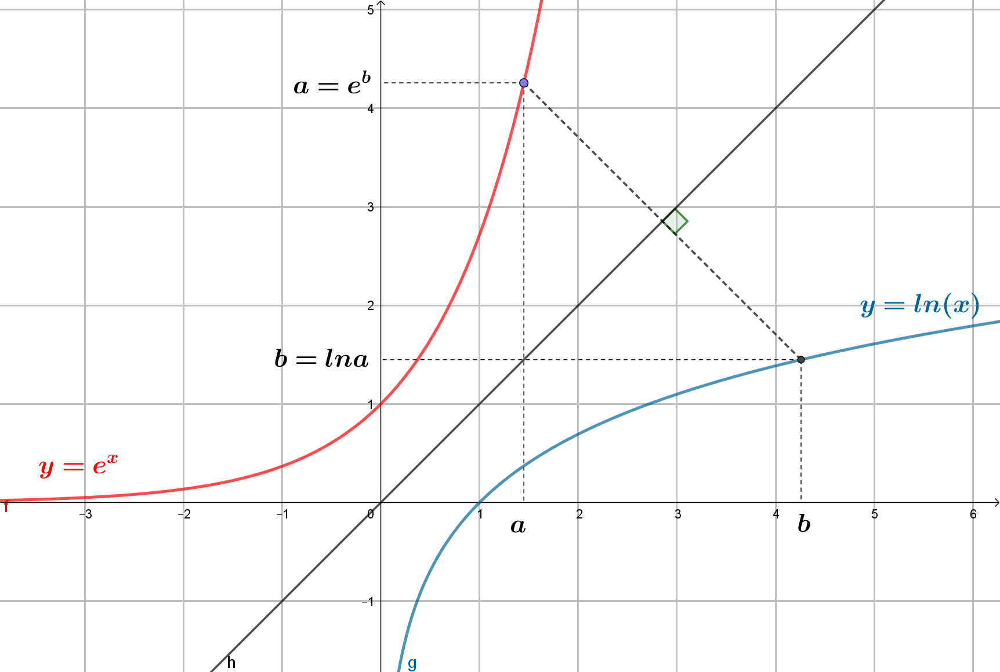 5
a = e^b
4
3
y = ln(x)
2
b = lna
1
y = e^x
f
−3 −2 −1 0 1 2 3 4 5 6
a b
−1
h g